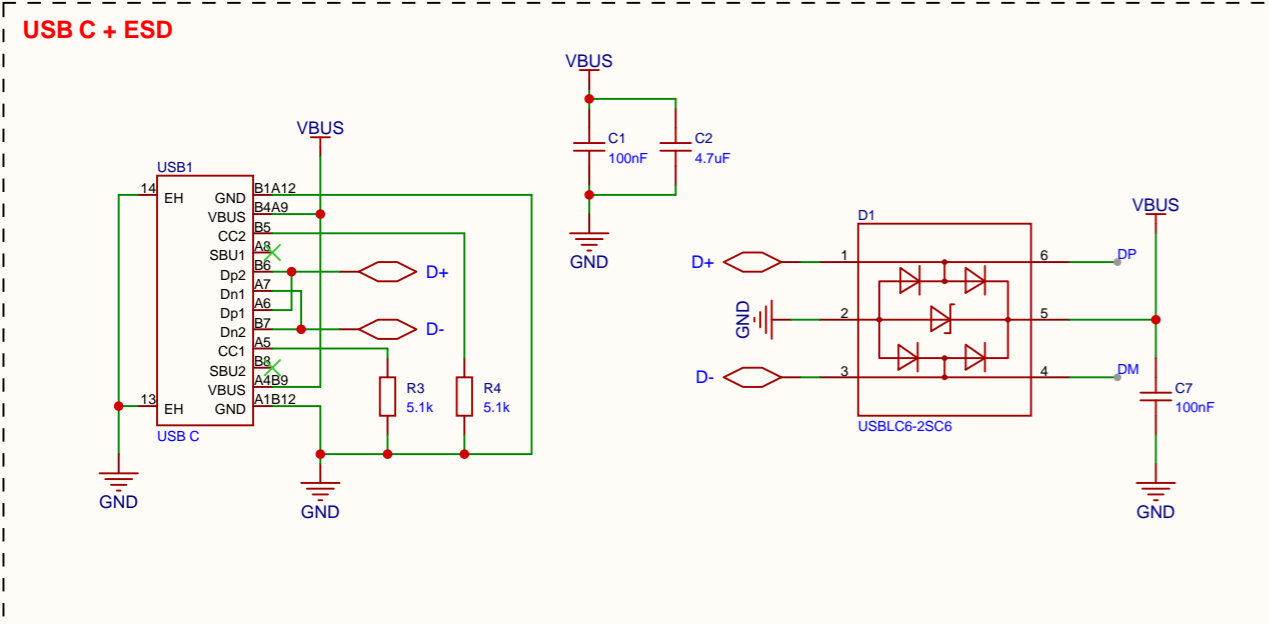 USB C + ESD
VBUS
C1
100nF
C2
4.7uF
GND
VBUS
USB1
14
EH
GND
B1A12
VBUS
B4A9
CC2
B5
SBU1
A8
Dp2
B6
D+
Dn1
A7
Dp1
A6
Dn2
B7
D-
CC1
A5
SBU2
B8
VBUS
A4B9
13
EH
GND
A1B12
USB C
R3
5.1k
R4
5.1k
GND
GND
D1
VBUS
D+
1
6
DP
GND
2
5
D-
3
4
DM
USBLC6-2SC6
C7
100nF
GND